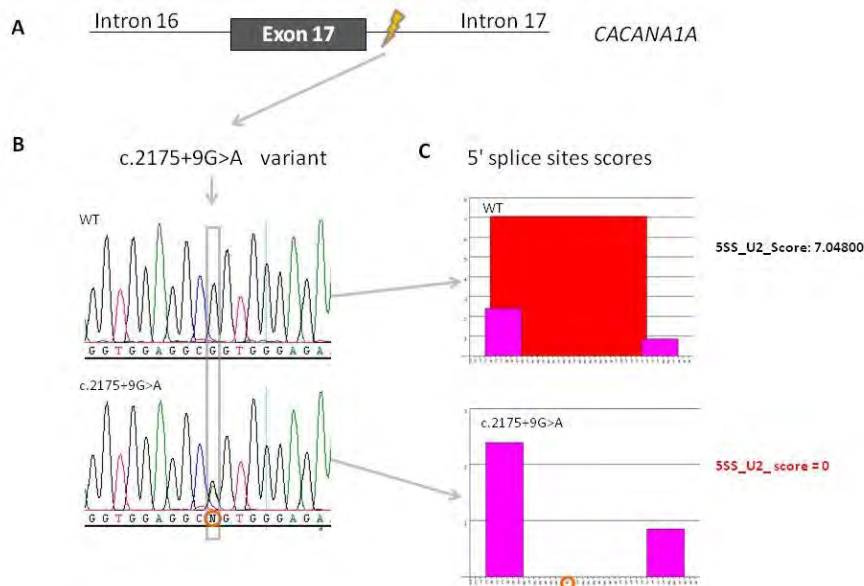 A
Intron 16
Exon 17
Intron 17
CACANA1A
B
c.2175+9G>A variant
WT
G G T G G A G G C G G T G G G A G A
c.2175+9G>A
G G T G G A G G C N G T G G G A G A
C
5' splice sites scores
WT
5SS_U2_Score: 7.04800
c.2175+9G>A
5SS_U2_ score = 0